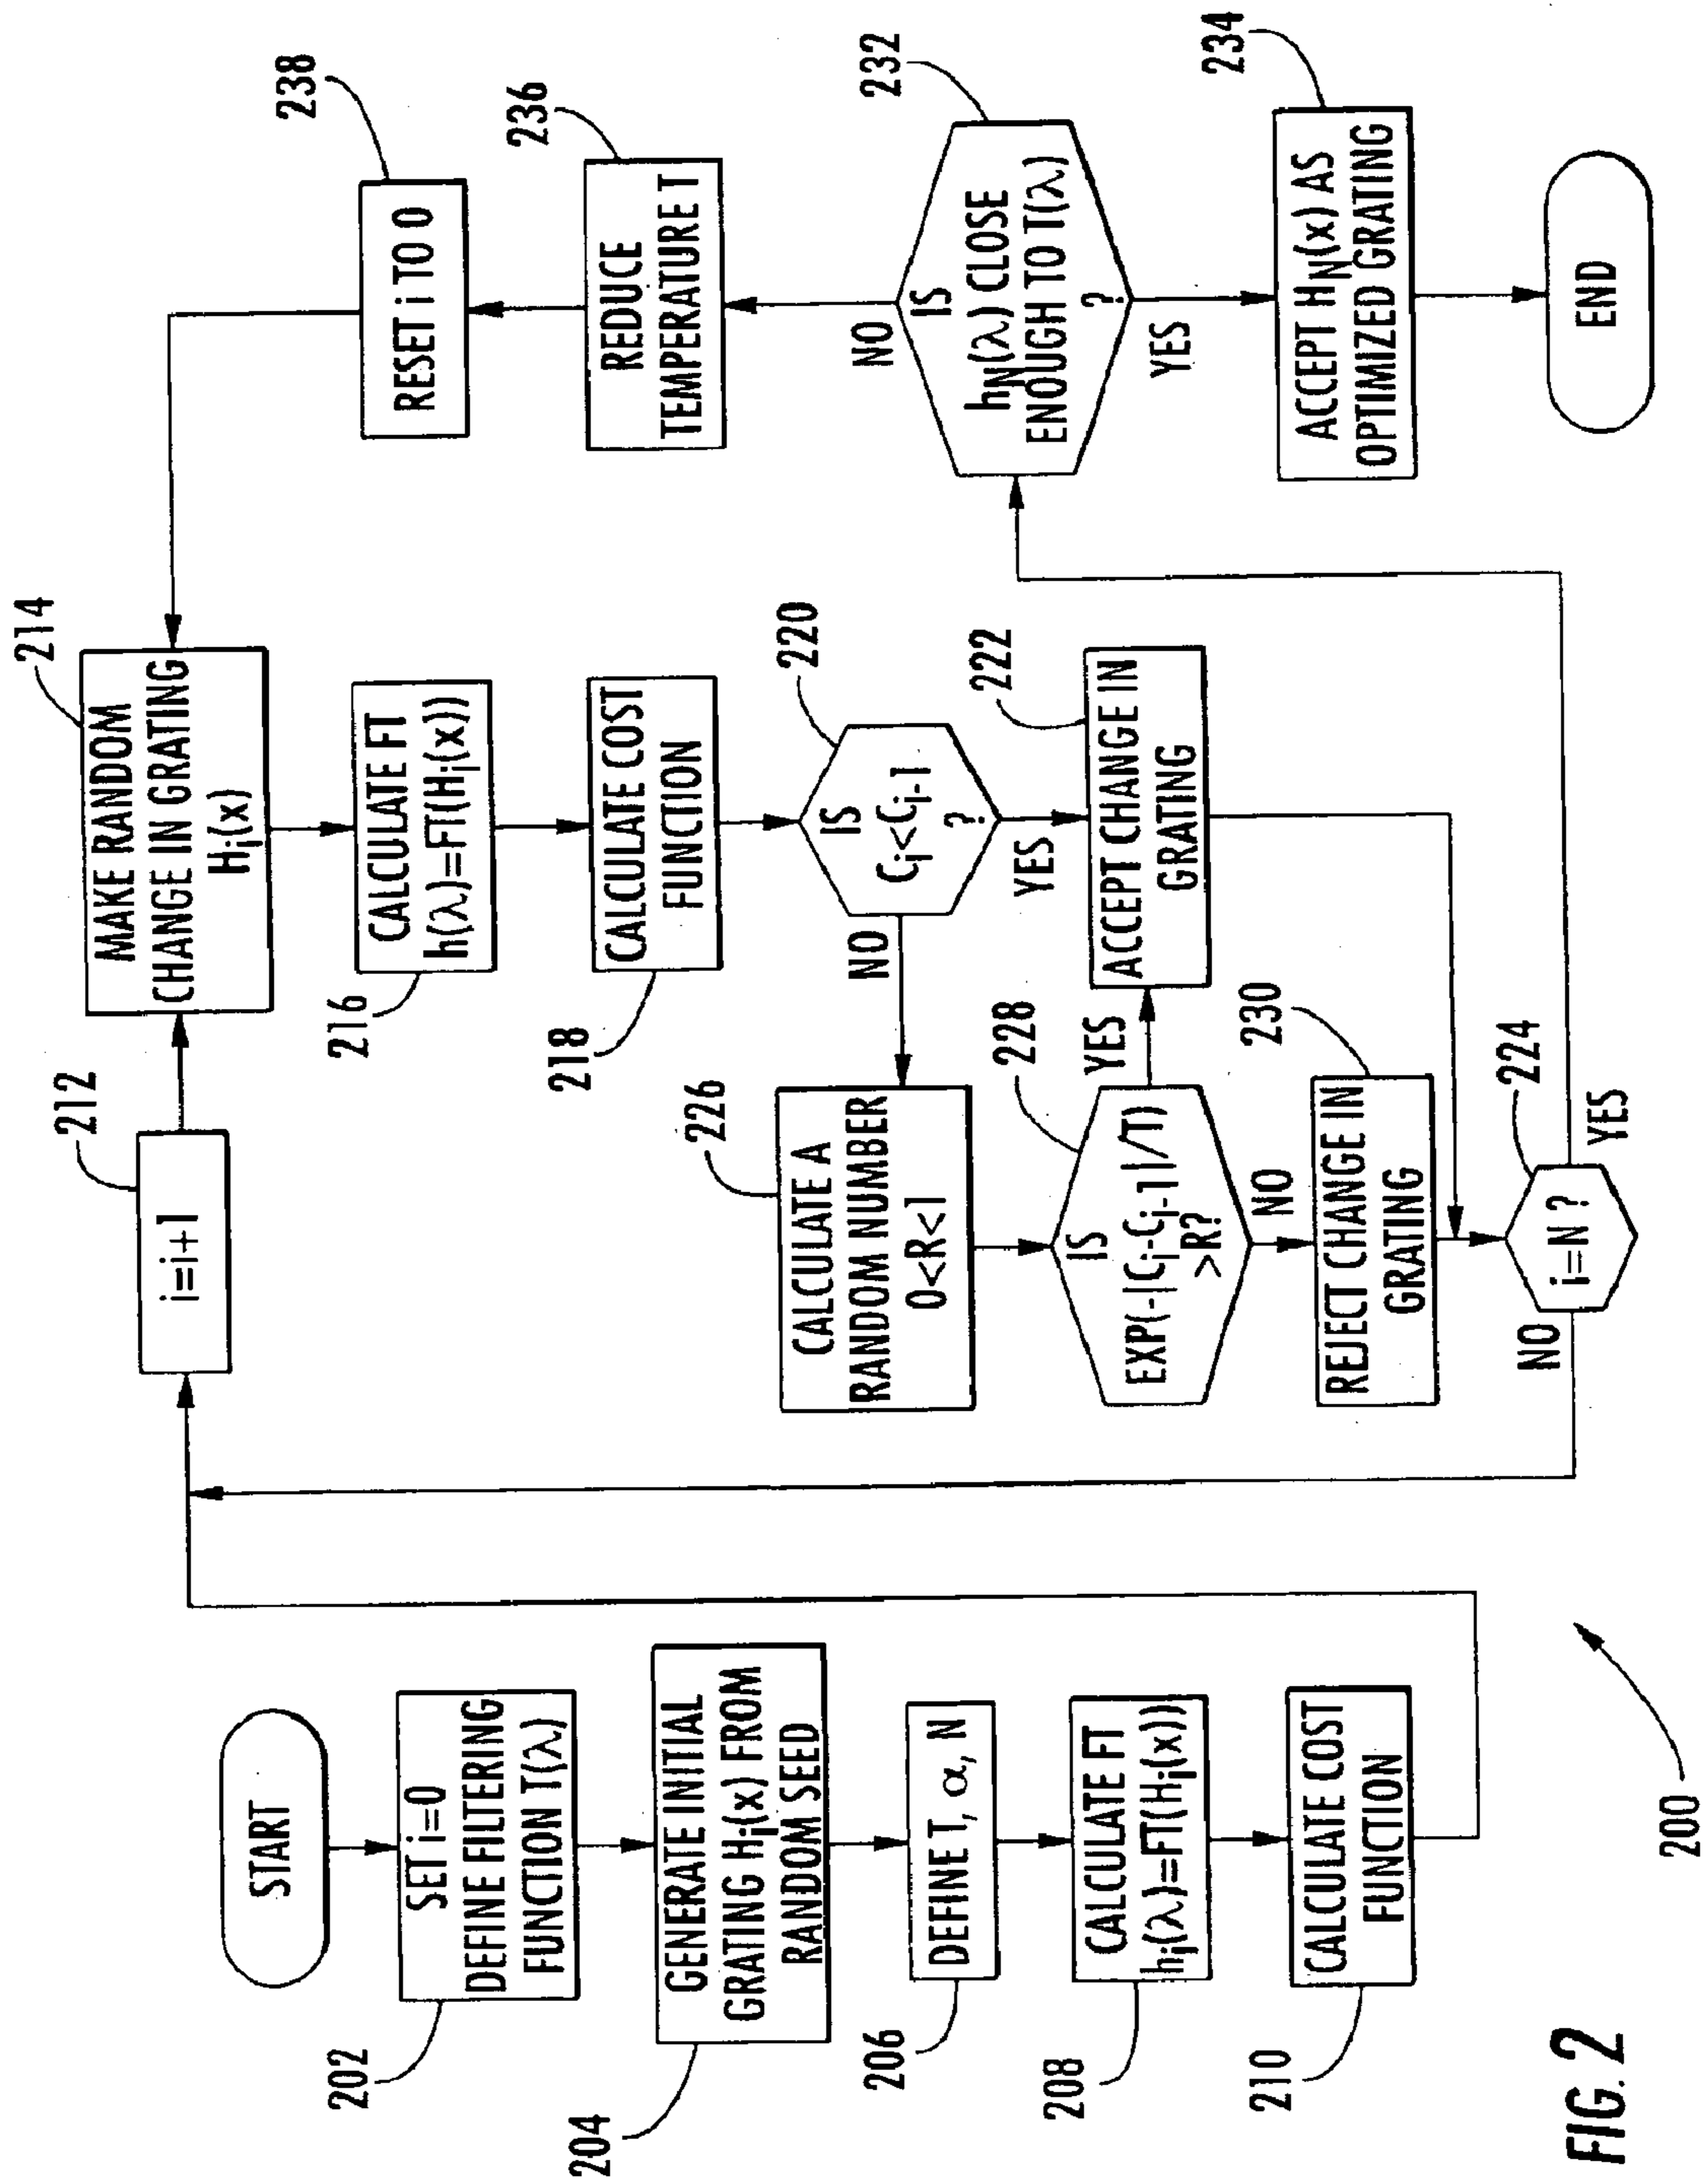 START
SET i=0
DEFINE FILTERING
FUNCTION T(λ)
202
GENERATE INITIAL
GRATING Hi(x) FROM
RANDOM SEED
204
DEFINE T, α, N
206
CALCULATE FT
hi(λ)=FT(Hi(x))
208
CALCULATE COST
FUNCTION
210
i=i+1
212
MAKE RANDOM
CHANGE IN GRATING
Hi(x)
214
CALCULATE FT
h(λ)=FT(Hi(x))
216
CALCULATE COST
FUNCTION
218
IS
Ci<Ci-1
?
220
NO
YES
ACCEPT CHANGE IN
GRATING
222
CALCULATE A
RANDOM NUMBER
0<R<1
226
IS
EXP(-|Ci-Ci-1|/T)
>R?
228
YES
NO
REJECT CHANGE IN
GRATING
230
i=N?
224
NO
YES
IS
hN(λ) CLOSE
ENOUGH TO T(λ)
?
232
NO
YES
REDUCE
TEMPERATURE T
236
RESET i TO 0
238
ACCEPT HN(x) AS
OPTIMIZED GRATING
234
END
200
FIG. 2